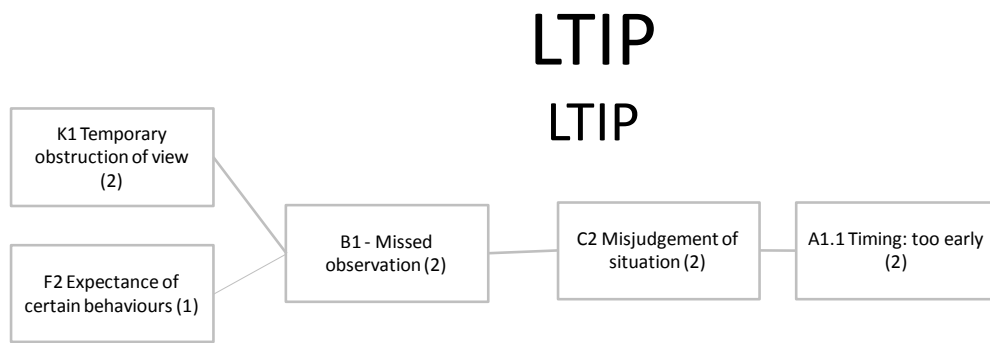 LTIP
LTIP
K1 Temporary
obstruction of view
(2)
F2 Expectance of
certain behaviours (1)
B1 - Missed
observation (2)
C2 Misjudgement of
situation (2)
A1.1 Timing: too early
(2)